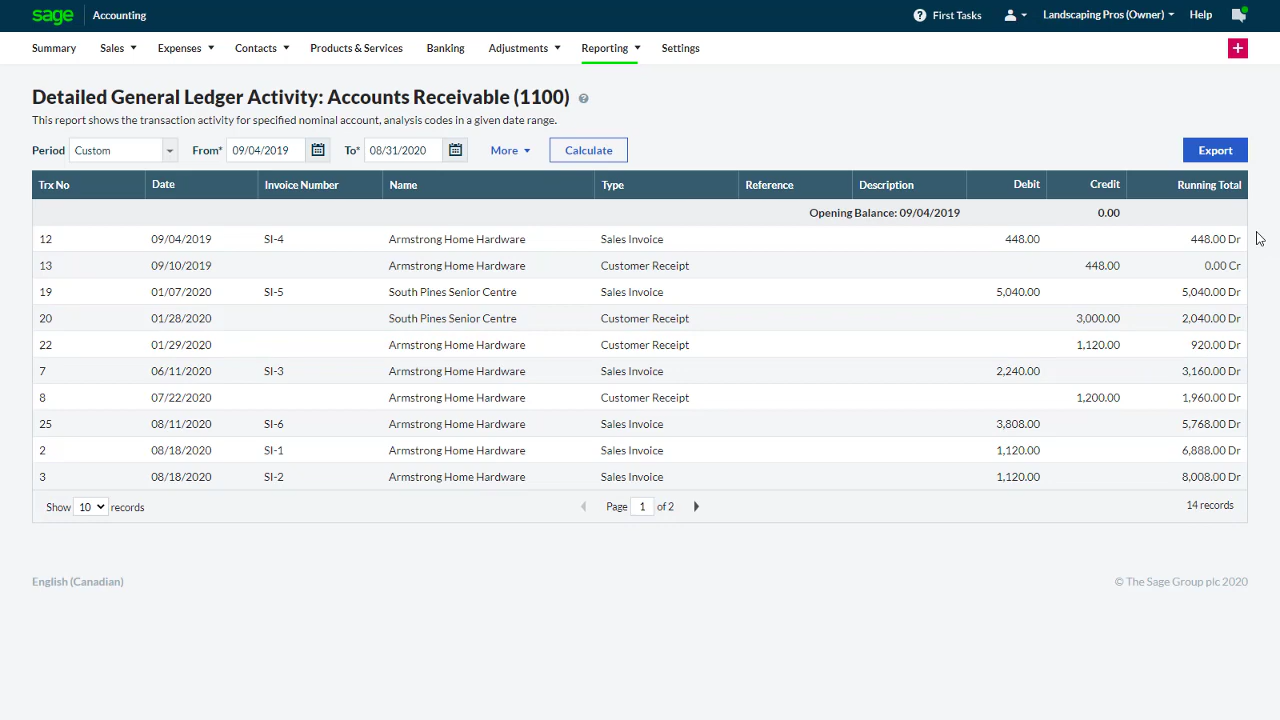 sage Accounting First Tasks Landscaping Pros (Owner) Help
Summary Sales Expenses Contacts Products & Services Banking Adjustments Reporting Settings
Detailed General Ledger Activity: Accounts Receivable (1100)
This report shows the transaction activity for specified nominal account, analysis codes in a given date range.
Period Custom From* 09/04/2019 To* 08/31/2020 More Calculate Export
Trx No Date Invoice Number Name Type Reference Description Debit Credit Running Total
Opening Balance: 09/04/2019 0.00
12 09/04/2019 SI-4 Armstrong Home Hardware Sales Invoice 448.00 448.00 Dr
13 09/10/2019 Armstrong Home Hardware Customer Receipt 448.00 0.00 Cr
19 01/07/2020 SI-5 South Pines Senior Centre Sales Invoice 5,040.00 5,040.00 Dr
20 01/28/2020 South Pines Senior Centre Customer Receipt 3,000.00 2,040.00 Dr
22 01/29/2020 Armstrong Home Hardware Customer Receipt 1,120.00 920.00 Dr
7 06/11/2020 SI-3 Armstrong Home Hardware Sales Invoice 2,240.00 3,160.00 Dr
8 07/22/2020 Armstrong Home Hardware Customer Receipt 1,200.00 1,960.00 Dr
25 08/11/2020 SI-6 Armstrong Home Hardware Sales Invoice 3,808.00 5,768.00 Dr
2 08/18/2020 SI-1 Armstrong Home Hardware Sales Invoice 1,120.00 6,888.00 Dr
3 08/18/2020 SI-2 Armstrong Home Hardware Sales Invoice 1,120.00 8,008.00 Dr
Show 10 records Page 1 of 2 14 records
English (Canadian) © The Sage Group plc 2020